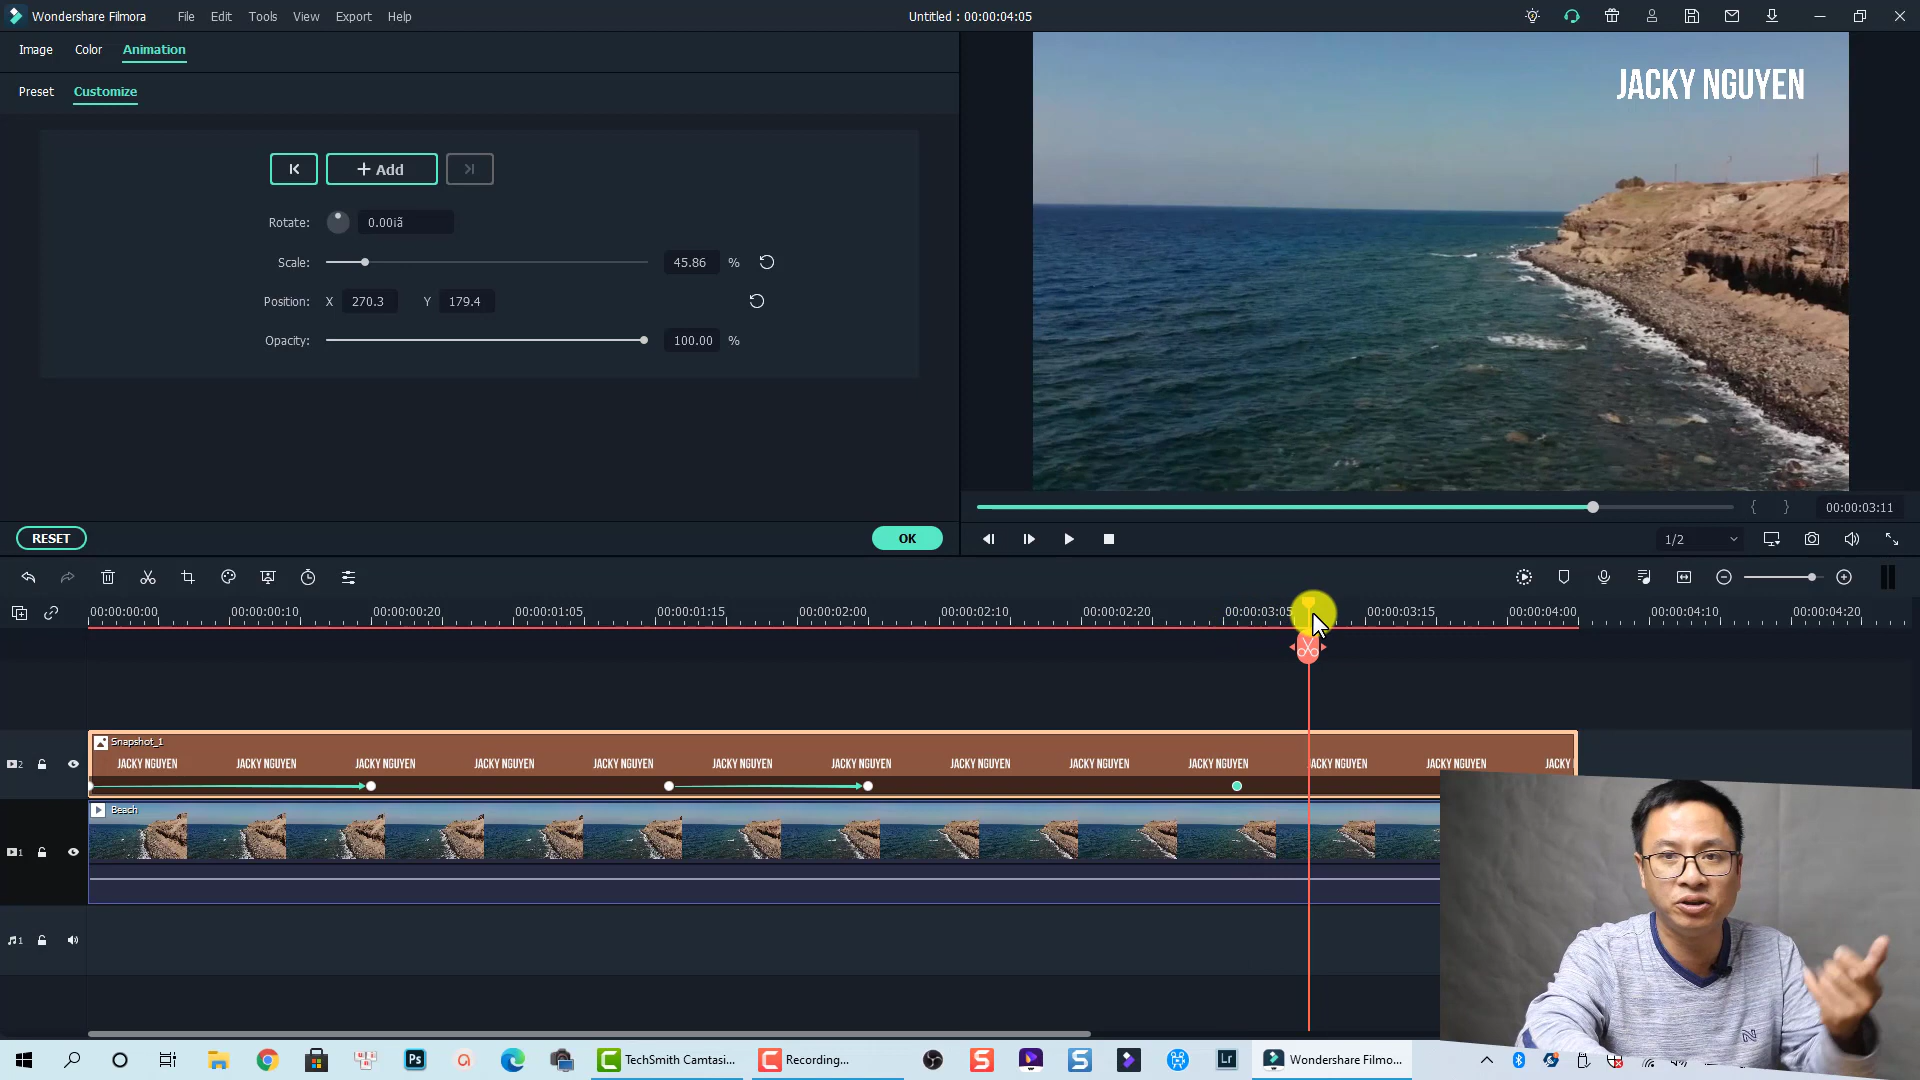 Wondershare Filmora File Edit Tools View Export Help Untitled : 00:00:04:05
Image Color Animation
Preset Customize
Add
Rotate: 0.00iã
Scale: 45.86 %
Position: X 270.3 Y 179.4
Opacity: 100.00 %
RESET OK
JACKY NGUYEN
{ } 00:00:03:11
1/2
00:00:00:00 00:00:00:10 00:00:00:20 00:00:01:05 00:00:01:15 00:00:02:00 00:00:02:10 00:00:02:20 00:00:03:05 00:00:03:15 00:00:04:00 00:00:04:10 00:00:04:20
Snapshot_1
2 JACKY NGUYEN JACKY NGUYEN JACKY NGUYEN JACKY NGUYEN JACKY NGUYEN JACKY NGUYEN JACKY NGUYEN JACKY NGUYEN JACKY NGUYEN JACKY NGUYEN JACKY NGUYEN JACKY NGUYEN JACKY
Beach
1
1
Ps TechSmith Camtasi... Recording... Lr Wondershare Filmo...